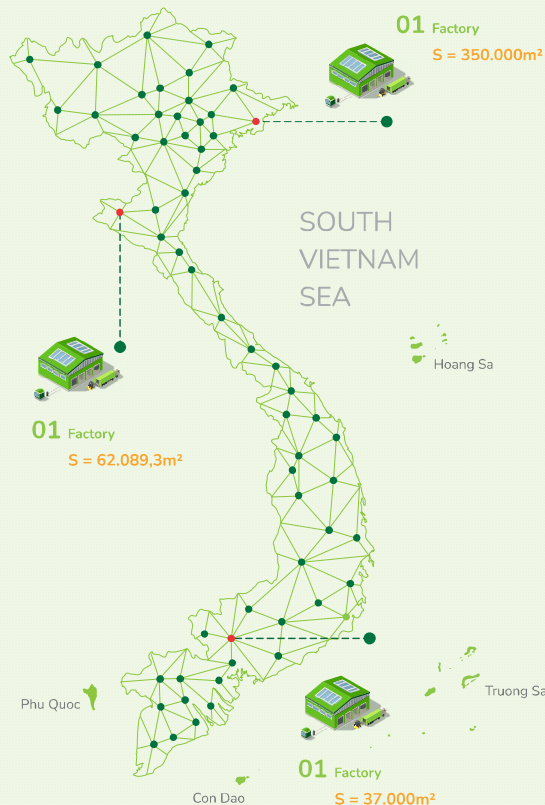 01 Factory
S = 350.000m²
SOUTH
VIETNAM
SEA
Hoang Sa
01 Factory
S = 62.089,3m²
Phu Quoc
Truong Sa
01 Factory
Con Dao
S = 37.000m²